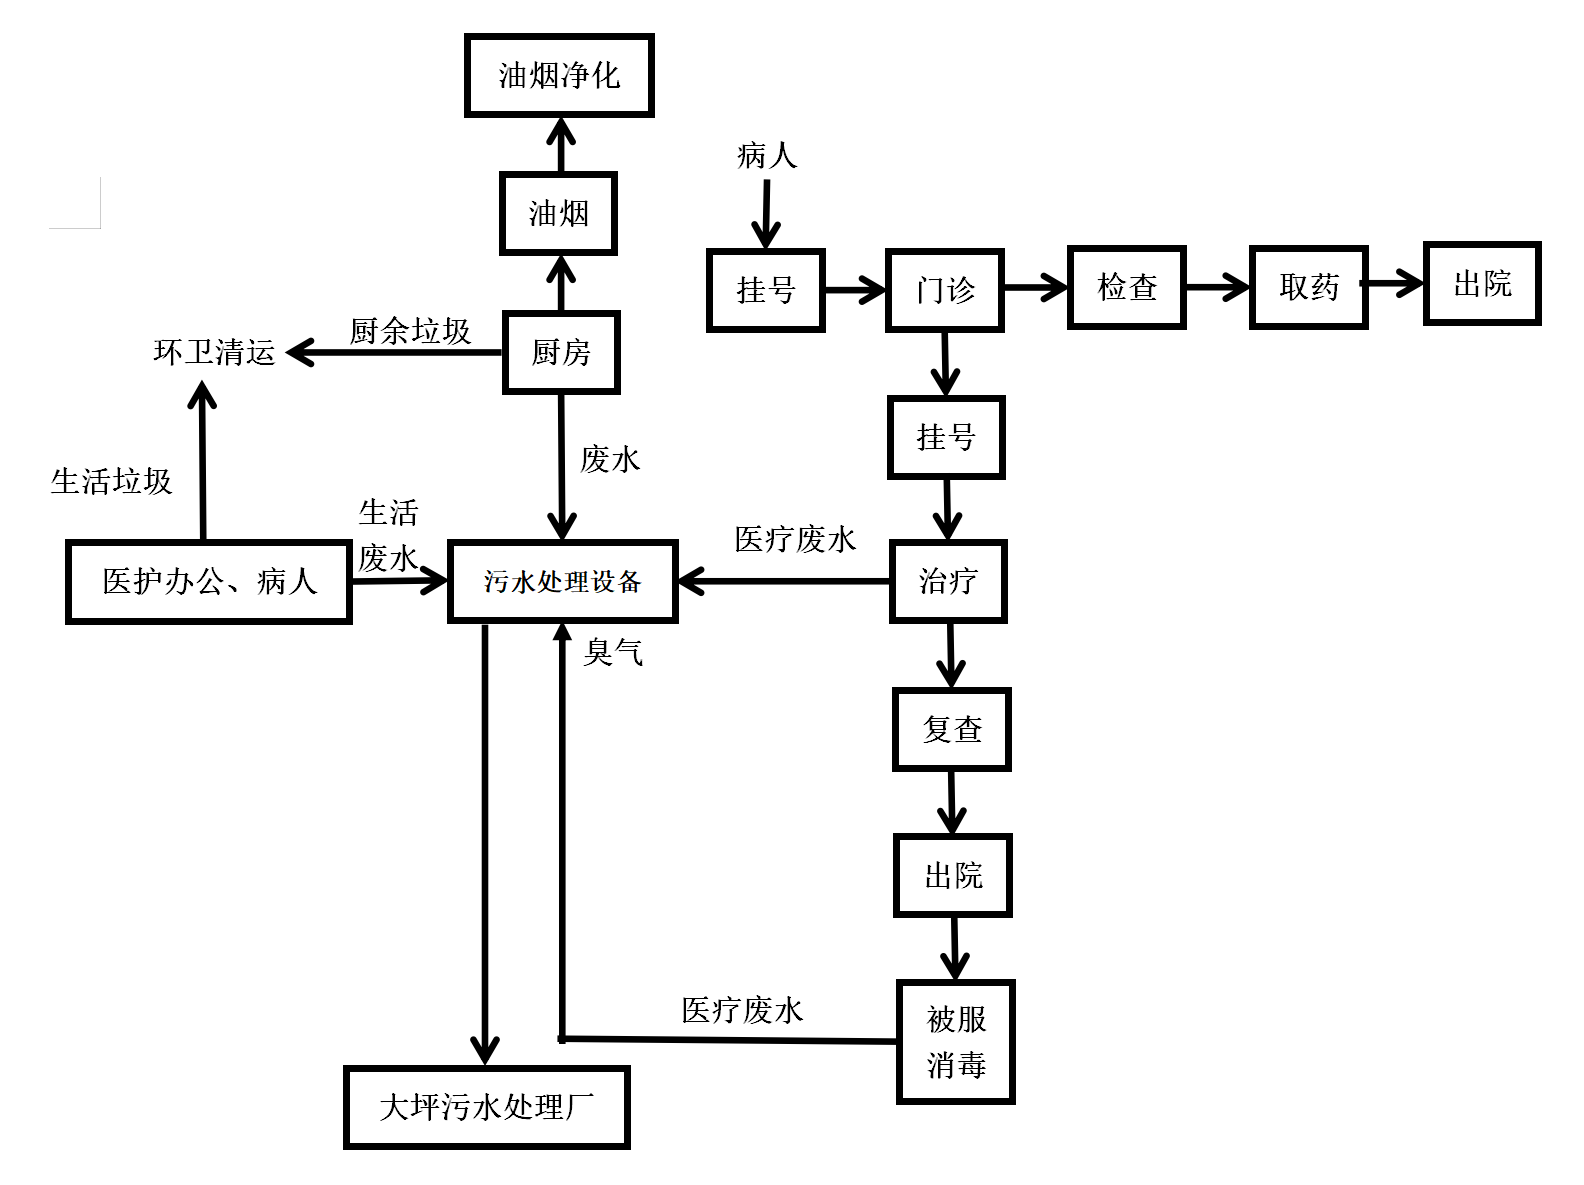 油烟净化
病人
油烟
挂号
门诊
检查
取药
出院
厨余垃圾
环卫清运
厨房
挂号
废水
生活垃圾
生活
废水
医疗废水
医护办公、病人
污水处理设备
治疗
臭气
复查
出院
医疗废水
被服
消毒
大坪污水处理厂